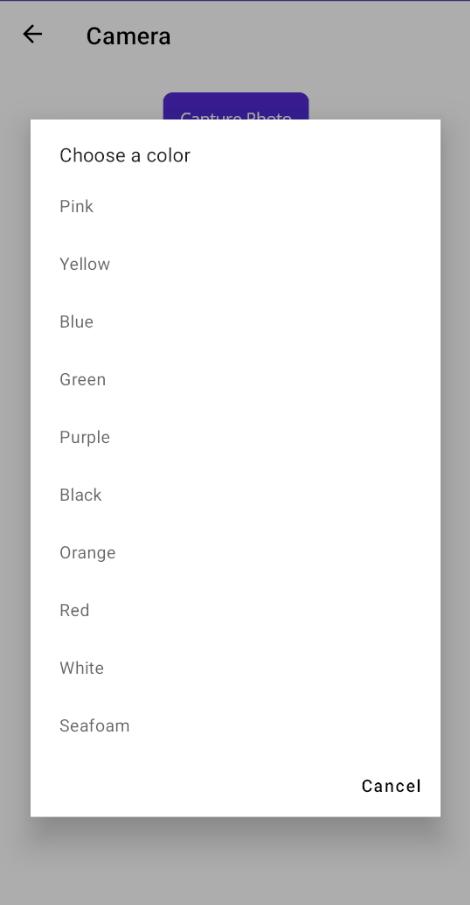 Camera
Capture Photo
Choose a color
Pink
Yellow
Blue
Green
Purple
Black
Orange
Red
White
Seafoam
Cancel